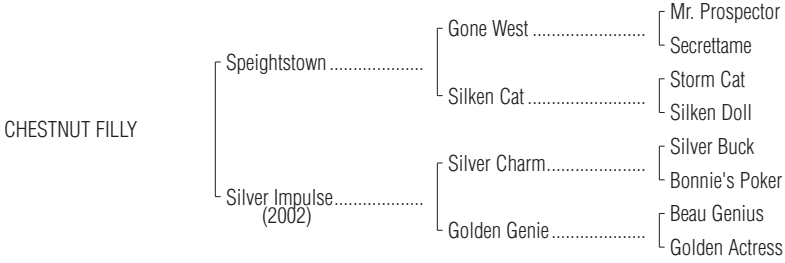 Mr. Prospector
Gone West ........................
Secrettame
Speightstown ....................
Storm Cat
Silken Cat .........................
Silken Doll
CHESTNUT FILLY
Silver Buck
Silver Charm.....................
Bonnie's Poker
Silver Impulse...................
(2002)
Beau Genius
Golden Genie ....................
Golden Actress